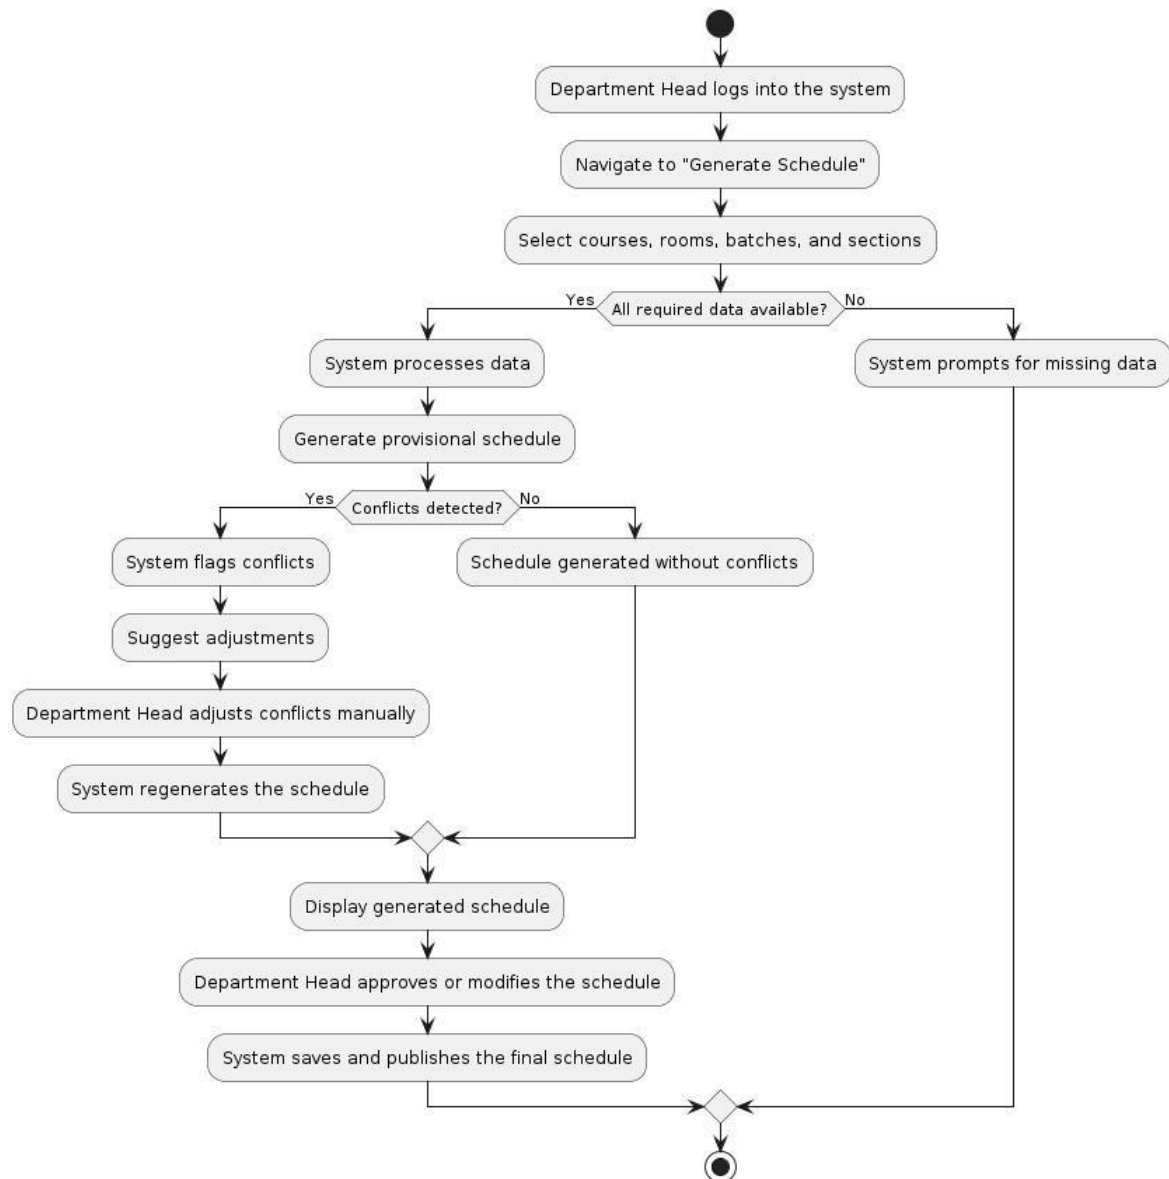 Department Head logs into the system
Navigate to "Generate Schedule"
Select courses, rooms, batches, and sections
Yes
All required data available?
No
System processes data
System prompts for missing data
Generate provisional schedule
Yes
Conflicts detected?
No
System flags conflicts
Schedule generated without conflicts
Suggest adjustments
Department Head adjusts conflicts manually
System regenerates the schedule
Display generated schedule
Department Head approves or modifies the schedule
System saves and publishes the final schedule